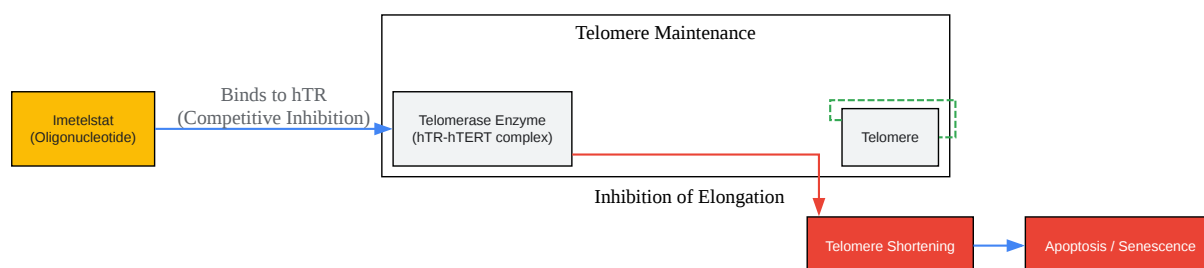 Telomere Maintenance
Binds to hTR
(Competitive Inhibition)
Imetelstat
(Oligonucleotide)
Telomerase Enzyme
(hTR-hTERT complex)
Telomere
Inhibition of Elongation
Telomere Shortening
Apoptosis / Senescence